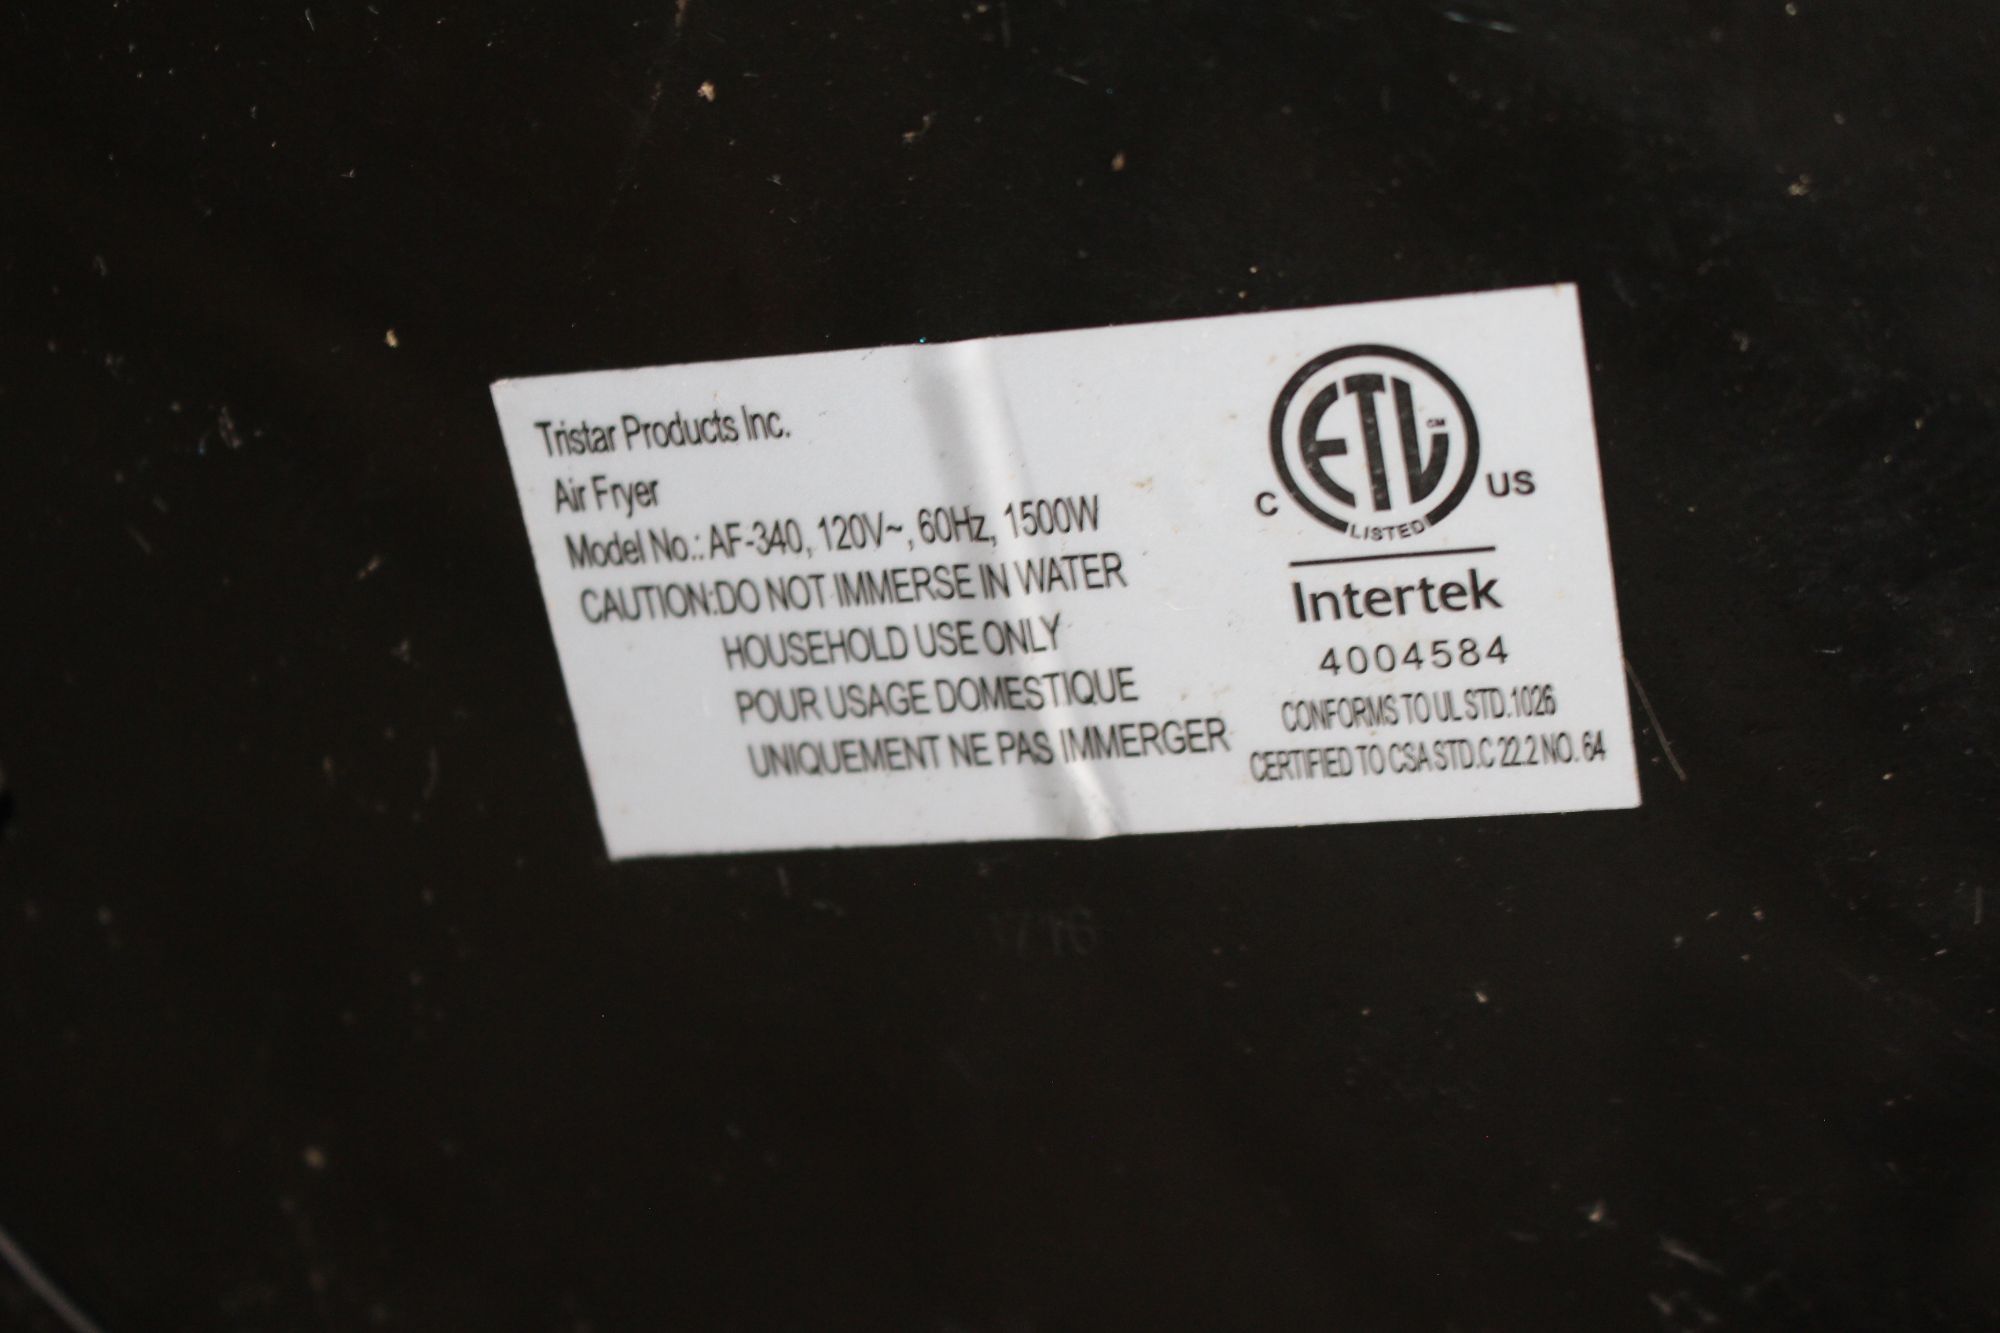 Tristar Products Inc.
Air Fryer
Model No.: AF-340, 120V~, 60Hz, 1500W
CAUTION:DO NOT IMMERSE IN WATER
HOUSEHOLD USE ONLY
POUR USAGE DOMESTIQUE
UNIQUEMENT NE PAS IMMERGER
ETL CM
C US
LISTED
Intertek
4004584
CONFORMS TO UL STD.1026
CERTIFIED TO CSA STD.C 22.2 NO. 64